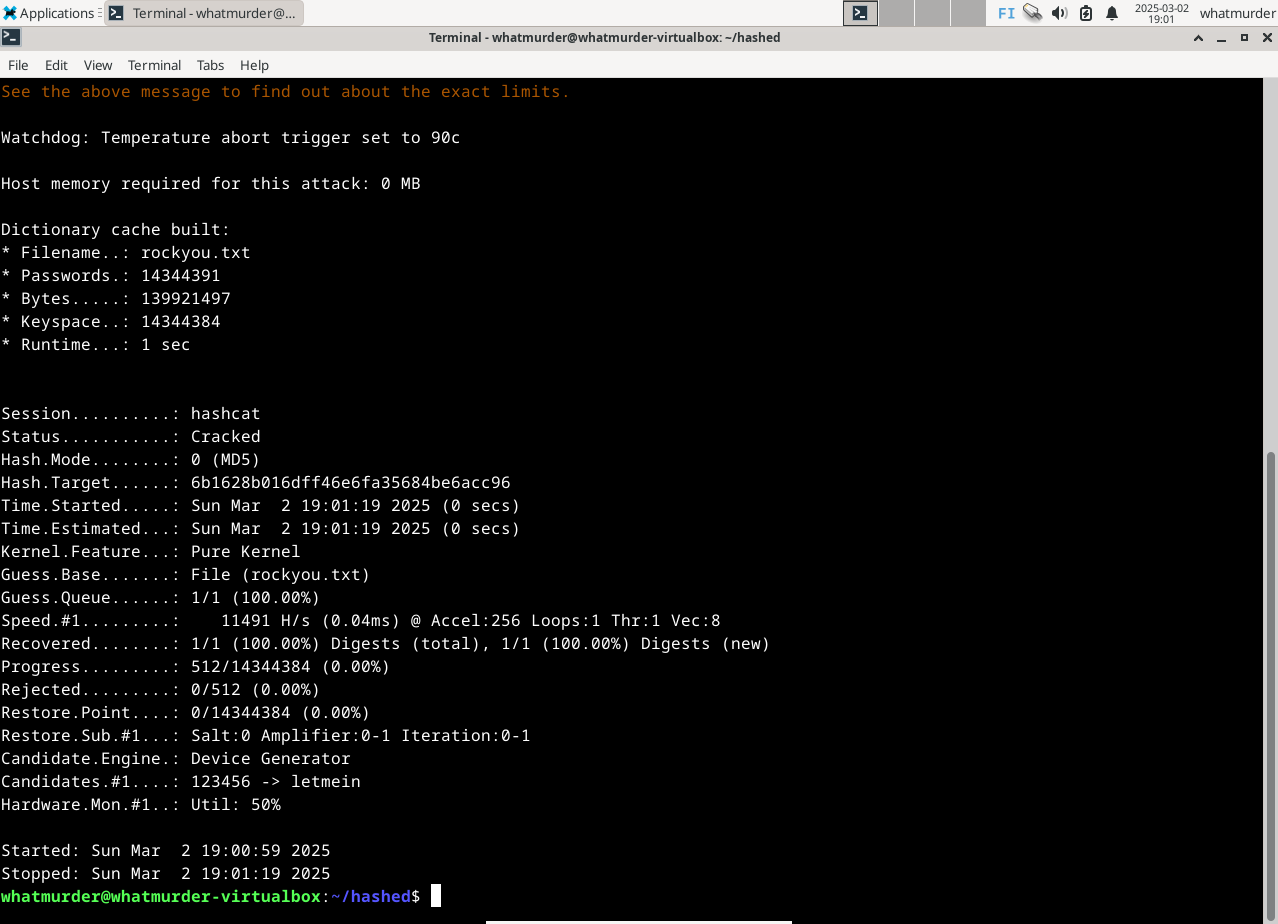 Applications
Terminal - whatmurder@...
FI
2025-03-02
19:01
whatmurder
Terminal - whatmurder@whatmurder-virtualbox: ~/hashed
File Edit View Terminal Tabs Help
See the above message to find out about the exact limits.
Watchdog: Temperature abort trigger set to 90c
Host memory required for this attack: 0 MB
Dictionary cache built:
* Filename..: rockyou.txt
* Passwords.: 14344391
* Bytes.....: 139921497
* Keyspace..: 14344384
* Runtime...: 1 sec
Session..........: hashcat
Status...........: Cracked
Hash.Mode........: 0 (MD5)
Hash.Target......: 6b1628b016dff46e6fa35684be6acc96
Time.Started.....: Sun Mar  2 19:01:19 2025 (0 secs)
Time.Estimated...: Sun Mar  2 19:01:19 2025 (0 secs)
Kernel.Feature...: Pure Kernel
Guess.Base.......: File (rockyou.txt)
Guess.Queue......: 1/1 (100.00%)
Speed.#1.........:    11491 H/s (0.04ms) @ Accel:256 Loops:1 Thr:1 Vec:8
Recovered........: 1/1 (100.00%) Digests (total), 1/1 (100.00%) Digests (new)
Progress.........: 512/14344384 (0.00%)
Rejected.........: 0/512 (0.00%)
Restore.Point....: 0/14344384 (0.00%)
Restore.Sub.#1...: Salt:0 Amplifier:0-1 Iteration:0-1
Candidate.Engine.: Device Generator
Candidates.#1....: 123456 -> letmein
Hardware.Mon.#1..: Util: 50%
Started: Sun Mar  2 19:00:59 2025
Stopped: Sun Mar  2 19:01:19 2025
whatmurder@whatmurder-virtualbox:~/hashed$